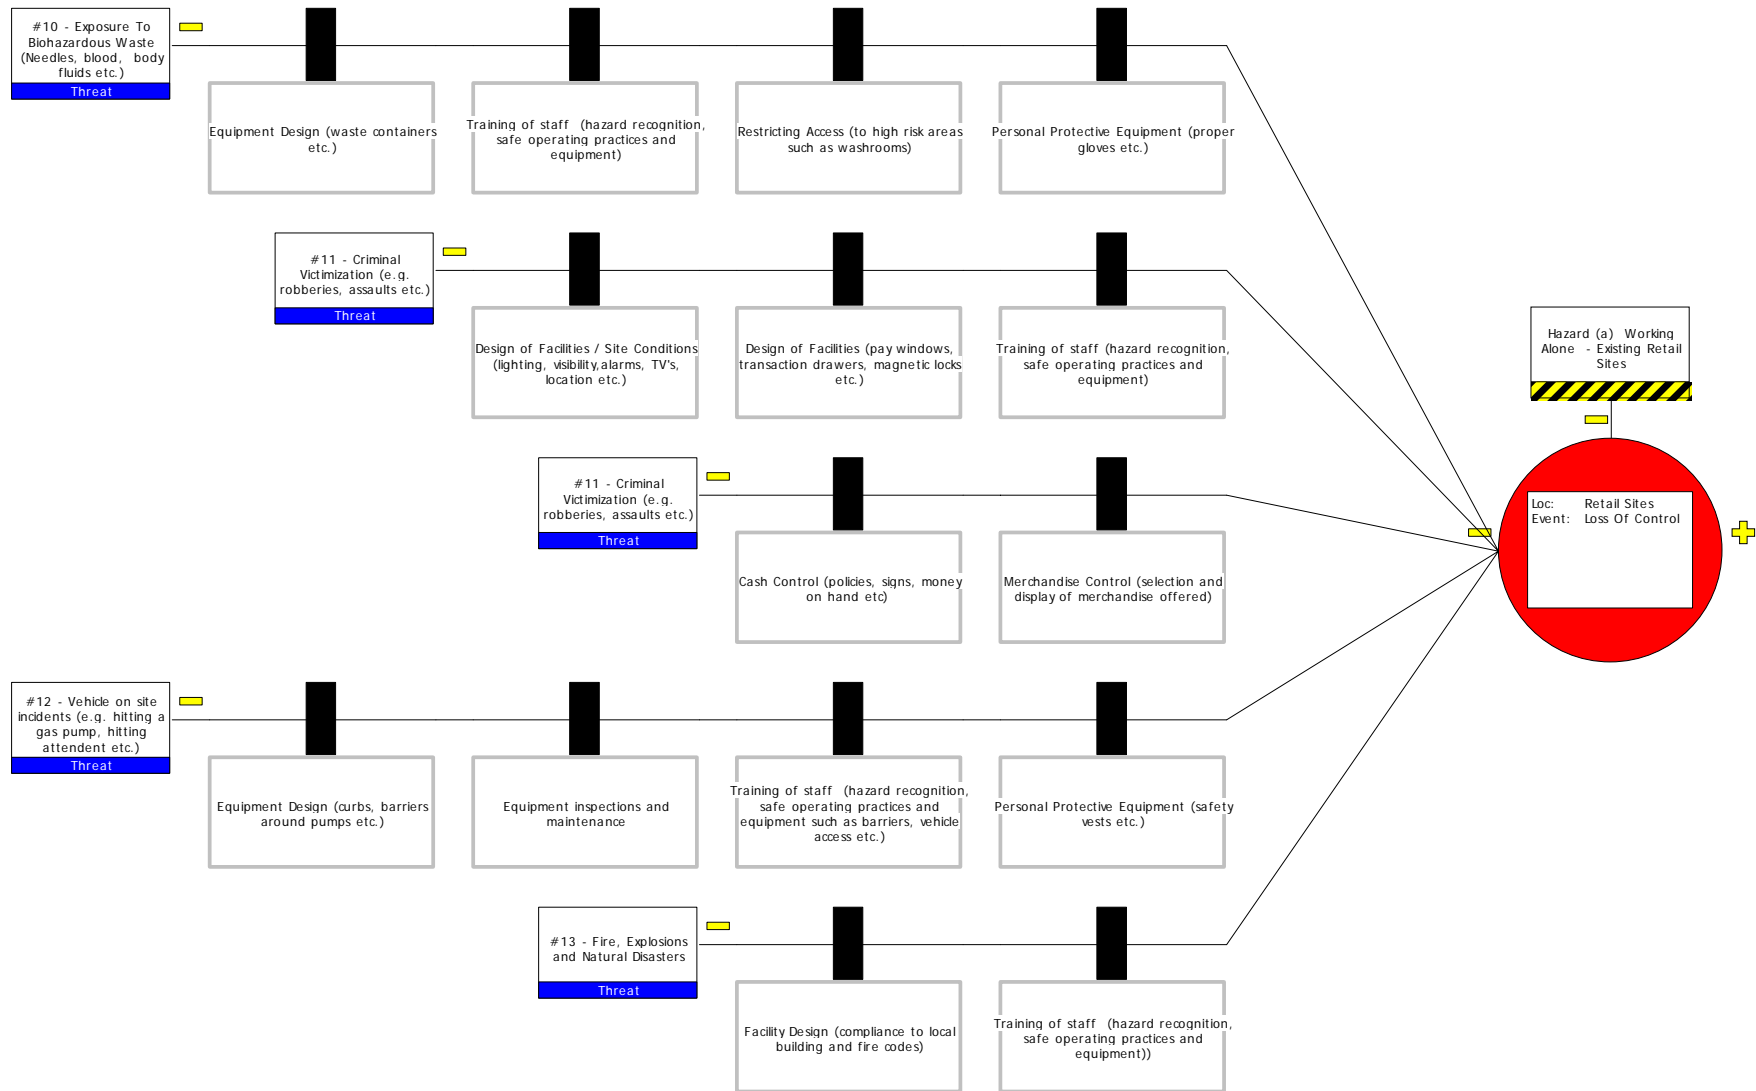 #10 - Exposure To
Biohazardous Waste
(Needles, blood, body
fluids etc.)
Threat
Equipment Design (waste containers
etc.)
Training of staff (hazard recognition,
safe operating practices and
equipment)
Restricting Access (to high risk areas
such as washrooms)
Personal Protective Equipment (proper
gloves etc.)
#11 - Criminal
Victimization (e.g.
robberies, assaults etc.)
Threat
Design of Facilities / Site Conditions
(lighting, visibility,alarms, TV's,
location etc.)
Design of Facilities (pay windows,
transaction drawers, magnetic locks
etc.)
Training of staff (hazard recognition,
safe operating practices and
equipment)
Hazard (a) Working
Alone - Existing Retail
Sites
#11 - Criminal
Victimization (e.g.
robberies, assaults etc.)
Threat
Cash Control (policies, signs, money
on hand etc)
Merchandise Control (selection and
display of merchandise offered)
Loc: Retail Sites
Event: Loss Of Control
#12 - Vehicle on site
incidents (e.g. hitting a
gas pump, hitting
attendent etc.)
Threat
Equipment Design (curbs, barriers
around pumps etc.)
Equipment inspections and
maintenance
Training of staff (hazard recognition,
safe operating practices and
equipment such as barriers, vehicle
access etc.)
Personal Protective Equipment (safety
vests etc.)
#13 - Fire, Explosions
and Natural Disasters
Threat
Facility Design (compliance to local
building and fire codes)
Training of staff (hazard recognition,
safe operating practices and
equipment))